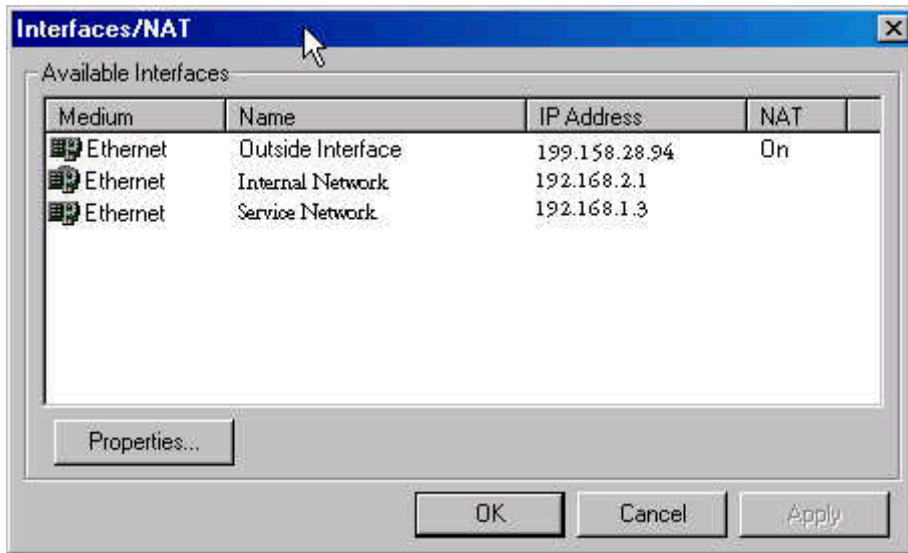 Interfaces/NAT
Available Interfaces
Medium Name IP Address NAT
Ethernet Outside Interface 199.158.28.94 On
Ethernet Internal Network 192.168.2.1
Ethernet Service Network 192.168.1.3
Properties...
OK Cancel Apply